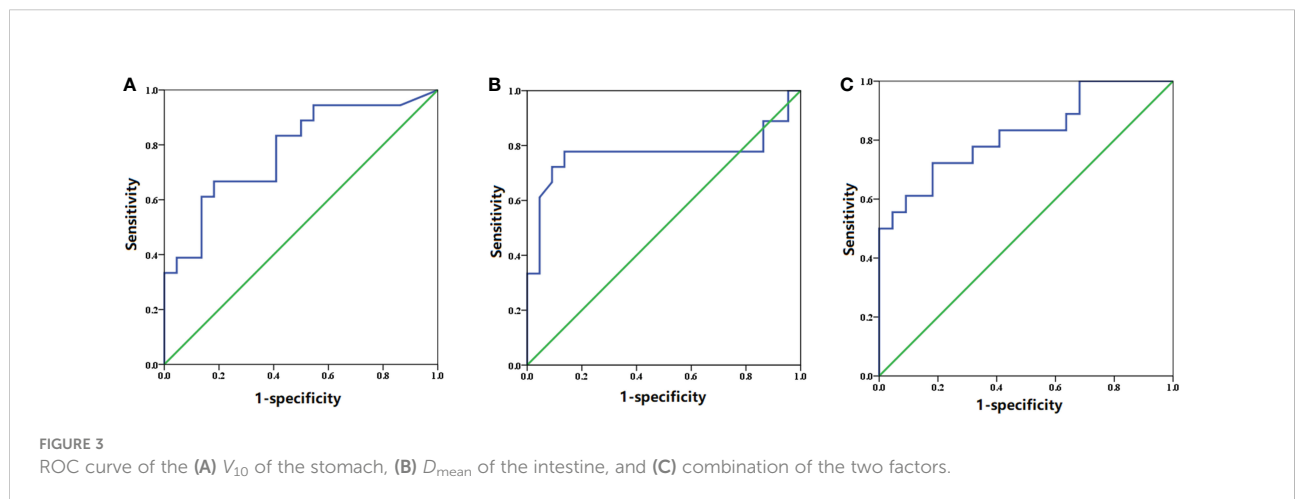 A
1.0
0.8
0.6
0.4
0.2
0.0
Sensitivity
0.0 0.2 0.4 0.6 0.8 1.0
1-specificity
B
1.0
0.8
0.6
0.4
0.2
0.0
Sensitivity
0.0 0.2 0.4 0.6 0.8 1.0
1-specificity
C
1.0
0.8
0.6
0.4
0.2
0.0
Sensitivity
0.0 0.2 0.4 0.6 0.8 1.0
1-specificity
FIGURE 3
ROC curve of the (A) V10 of the stomach, (B) Dmean of the intestine, and (C) combination of the two factors.